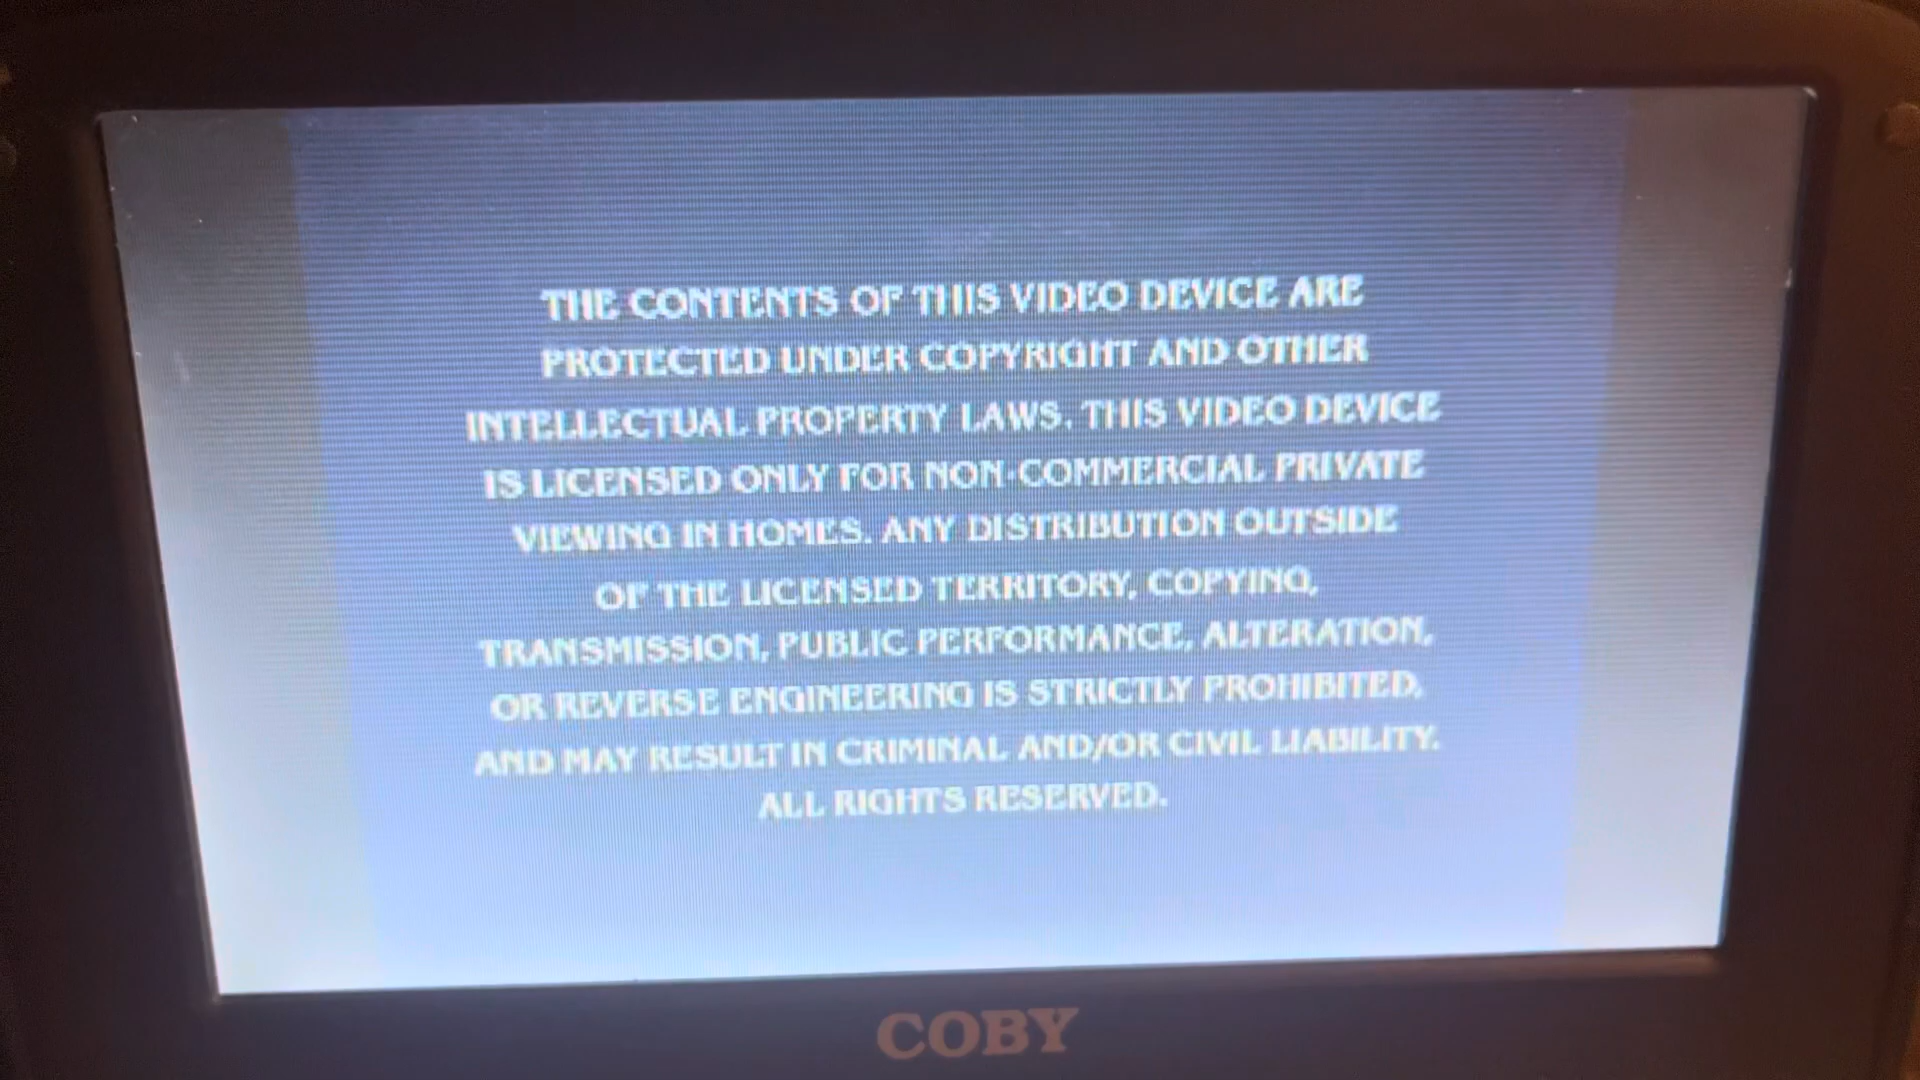 THE CONTENTS OF THIS VIDEO DEVICE ARE
PROTECTED UNDER COPYRIGHT AND OTHER
INTELLECTUAL PROPERTY LAWS. THIS VIDEO DEVICE
IS LICENSED ONLY FOR NON-COMMERCIAL PRIVATE
VIEWING IN HOMES. ANY DISTRIBUTION OUTSIDE
OF THE LICENSED TERRITORY, COPYING,
TRANSMISSION, PUBLIC PERFORMANCE, ALTERATION,
OR REVERSE ENGINEERING IS STRICTLY PROHIBITED,
AND MAY RESULT IN CRIMINAL AND/OR CIVIL LIABILITY.
ALL RIGHTS RESERVED.
COBY